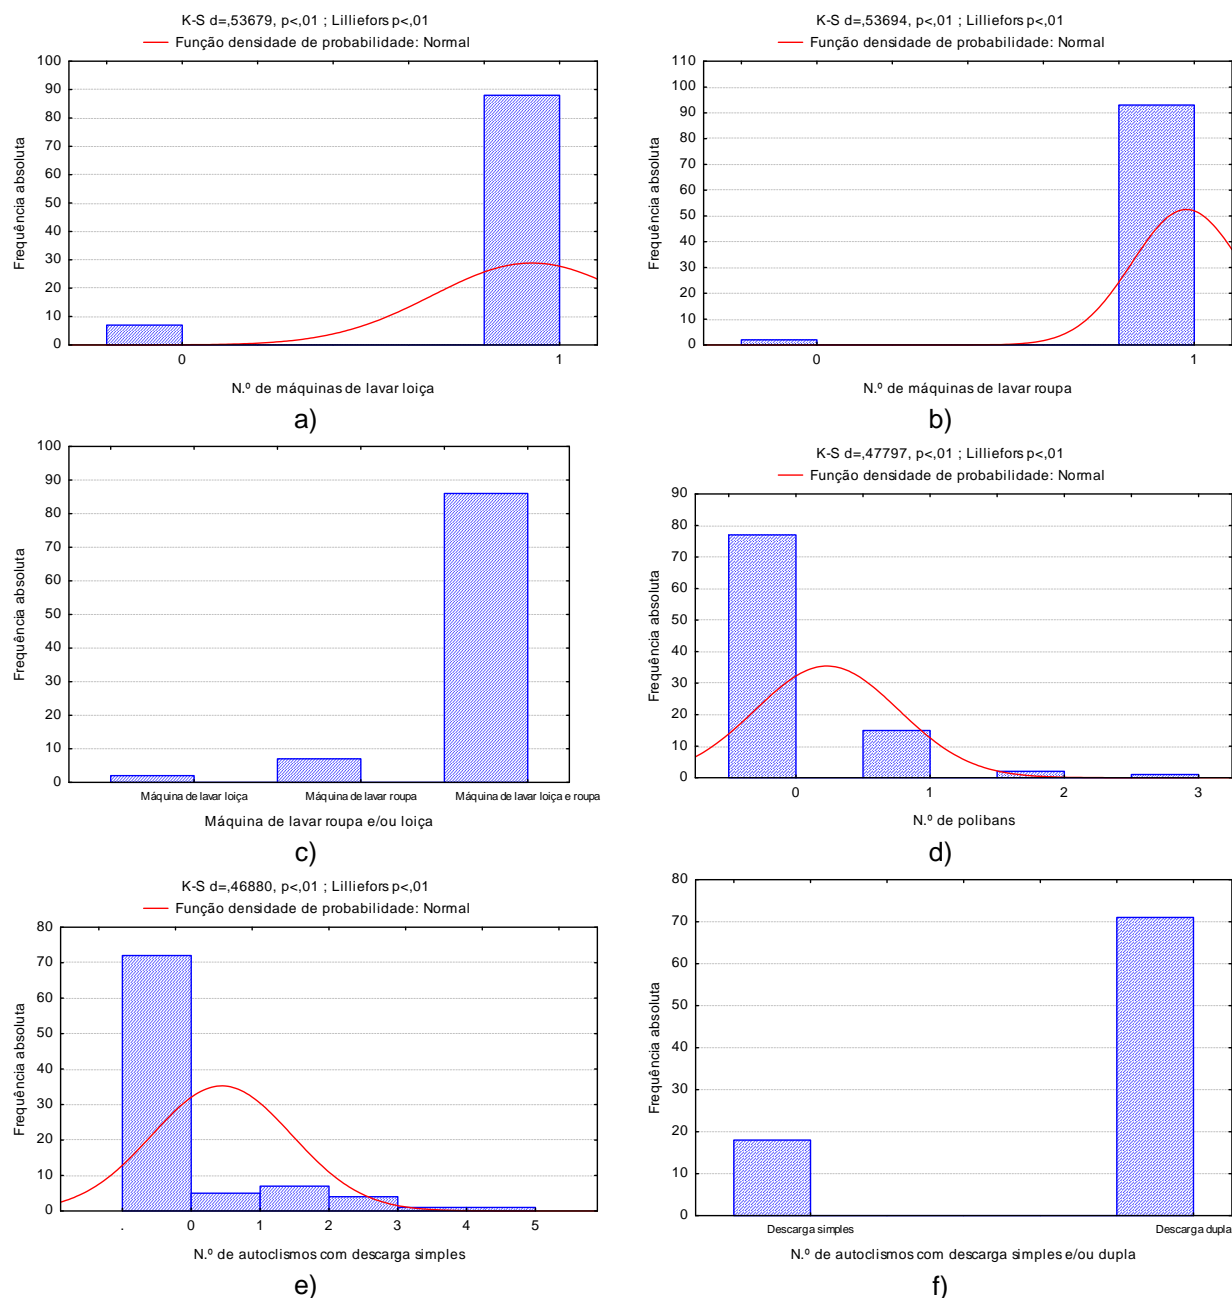 K-S d=,53679, p<,01 ; Lilliefors p<,01
Função densidade de probabilidade: Normal
100
90
80
70
60
50
40
30
20
10
0
Frequência absoluta
0 1
N.º de máquinas de lavar loiça
a)
K-S d=,53694, p<,01 ; Lilliefors p<,01
Função densidade de probabilidade: Normal
110
100
90
80
70
60
50
40
30
20
10
0
Frequência absoluta
0 1
N.º de máquinas de lavar roupa
b)
100
90
80
70
60
50
40
30
20
10
0
Frequência absoluta
Máquina de lavar loiça Máquina de lavar roupa Máquina de lavar loiça e roupa
Máquina de lavar roupa e/ou loiça
c)
K-S d=,47797, p<,01 ; Lilliefors p<,01
Função densidade de probabilidade: Normal
90
80
70
60
50
40
30
20
10
0
Frequência absoluta
0 1 2 3
N.º de polibans
d)
K-S d=,46880, p<,01 ; Lilliefors p<,01
Função densidade de probabilidade: Normal
80
70
60
50
40
30
20
10
0
Frequência absoluta
. 0 1 2 3 4 5
N.º de autoclismos com descarga simples
e)
80
70
60
50
40
30
20
10
0
Frequência absoluta
Descarga simples Descarga dupla
N.º de autoclismos com descarga simples e/ou dupla
f)